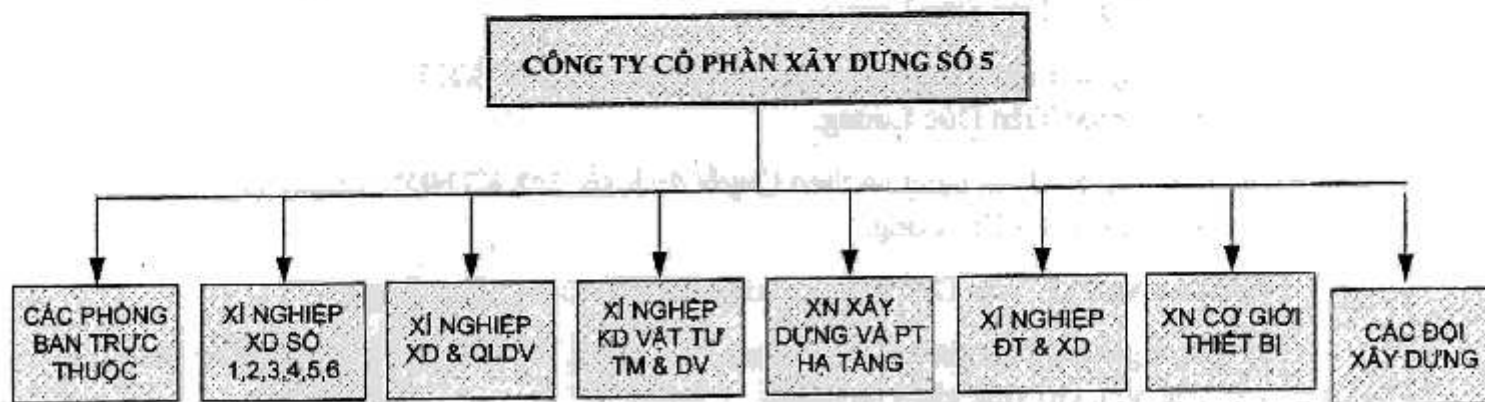 CÔNG TY CỔ PHẦN XÂY DỰNG SỐ 5
CÁC PHÒNG
BAN TRỰC
THUỘC
XÍ NGHIỆP
XD SỐ
1,2,3,4,5,6
XÍ NGHIỆP
XD & QLDV
XÍ NGHỆP
KD VẬT TƯ
TM & DV
XN XÂY
DỰNG VÀ PT
HẠ TẦNG
XÍ NGHIỆP
ĐT & XD
XN CƠ GIỚI
THIẾT BỊ
CÁC ĐỘI
XÂY DỰNG